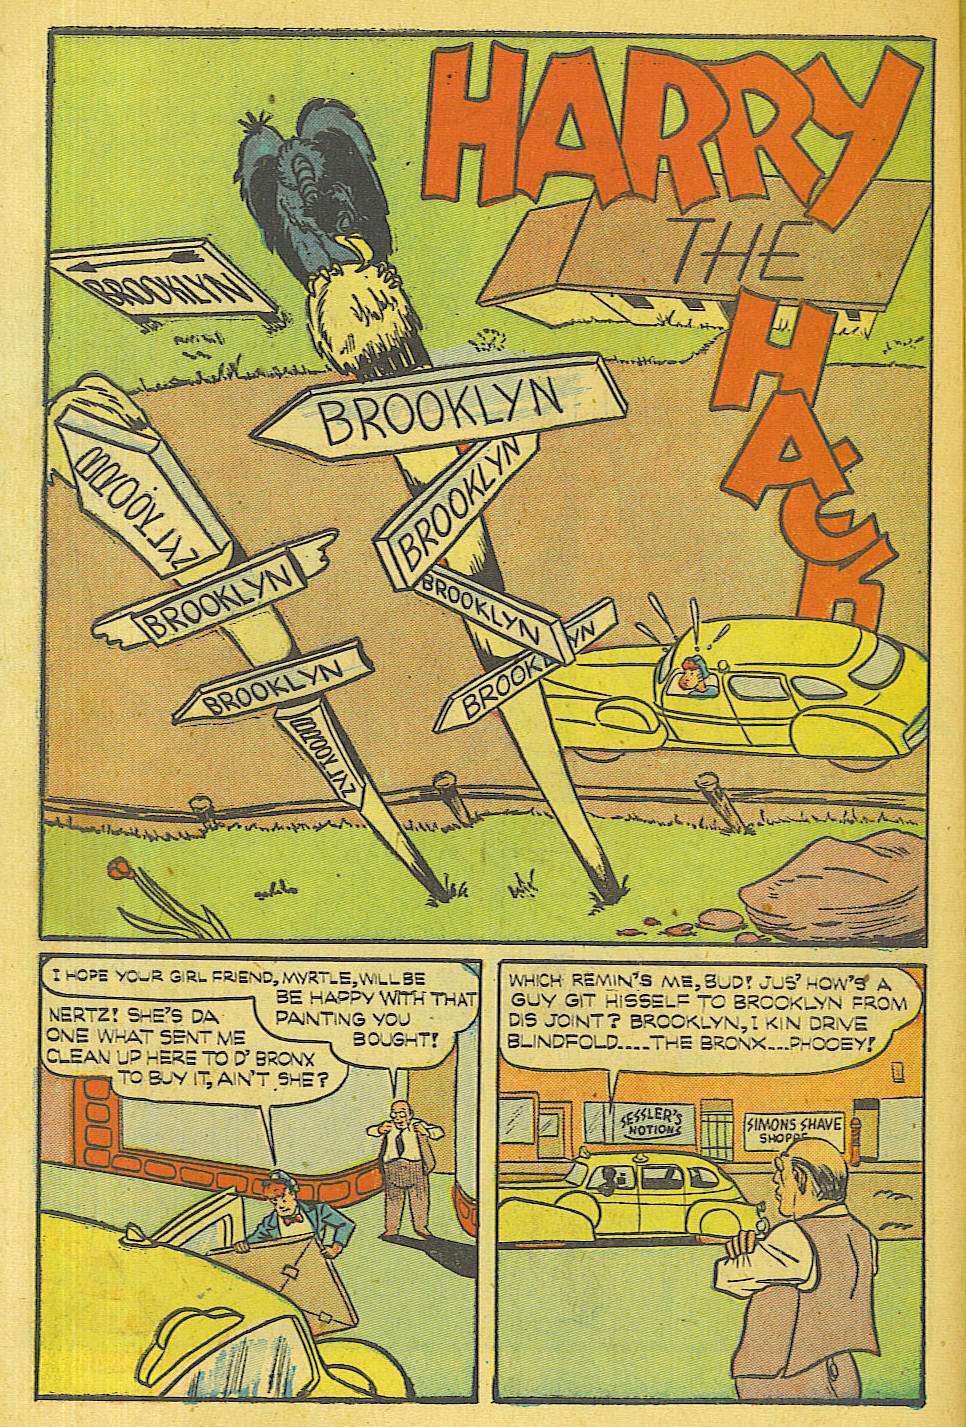 HARRY
THE
HACK
BROOKLYN
BROOKLYN
BROOKLYN
BROOKLYN
BROOKLYN
BROOKLYN
BROOKLYN
BROOKLYN
BROOKLYN
I HOPE YOUR GIRL FRIEND, MYRTLE, WILL BE
BE HAPPY WITH THAT
PAINTING YOU
BOUGHT!
NERTZ! SHE'S DA
ONE WHAT SENT ME
CLEAN UP HERE TO D' BRONX
TO BUY IT, AIN'T SHE?
WHICH REMIN'S ME, BUD! JUS' HOW'S A
GUY GIT HISSELF TO BROOKLYN FROM
DIS JOINT? BROOKLYN, I KIN DRIVE
BLINDFOLD....THE BRONX...PHOOEY!
SESSLER'S
NOTIONS
SIMONS SHAVE
SHOPPE